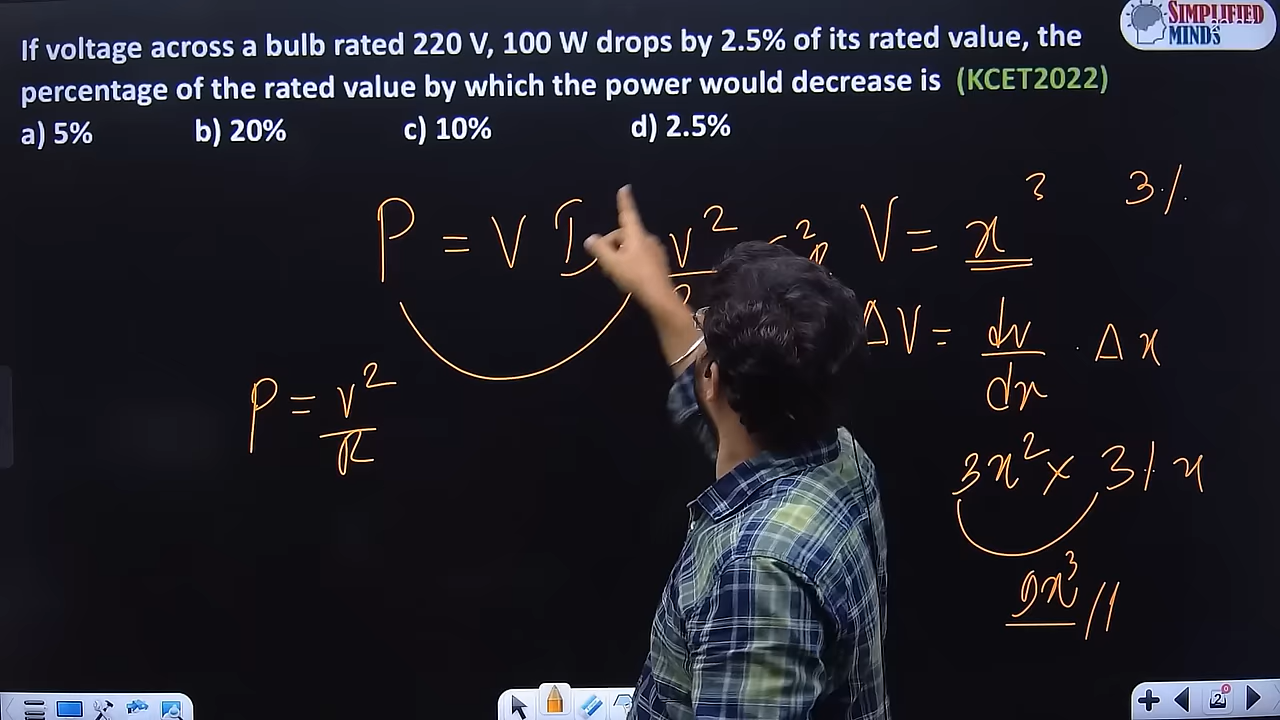 SIMPLIFIED
MINDS
If voltage across a bulb rated 220 V, 100 W drops by 2.5% of its rated value, the
percentage of the rated value by which the power would decrease is (KCET2022)
a) 5% b) 20% c) 10% d) 2.5%
P = V I V² V = x³ 3%
ΔV = dv/dx · Δx
P = V²/R
3x² × 3% x
9x³ //
2